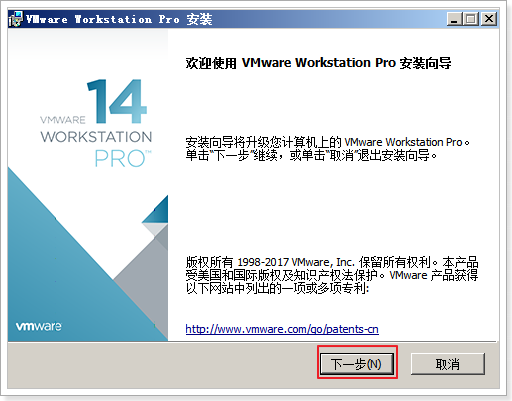 VMware Workstation Pro 安装
14
VMWARE
WORKSTATION
PRO™
欢迎使用 VMware Workstation Pro 安装向导
安装向导将升级您计算机上的 VMware Workstation Pro。
单击“下一步”继续，或单击“取消”退出安装向导。
版权所有 1998-2017 VMware, Inc. 保留所有权利。本产品
受美国和国际版权及知识产权法保护。VMware 产品获得
以下网站中列出的一项或多项专利:
http://www.vmware.com/go/patents-cn
vmware
下一步(N)
取消